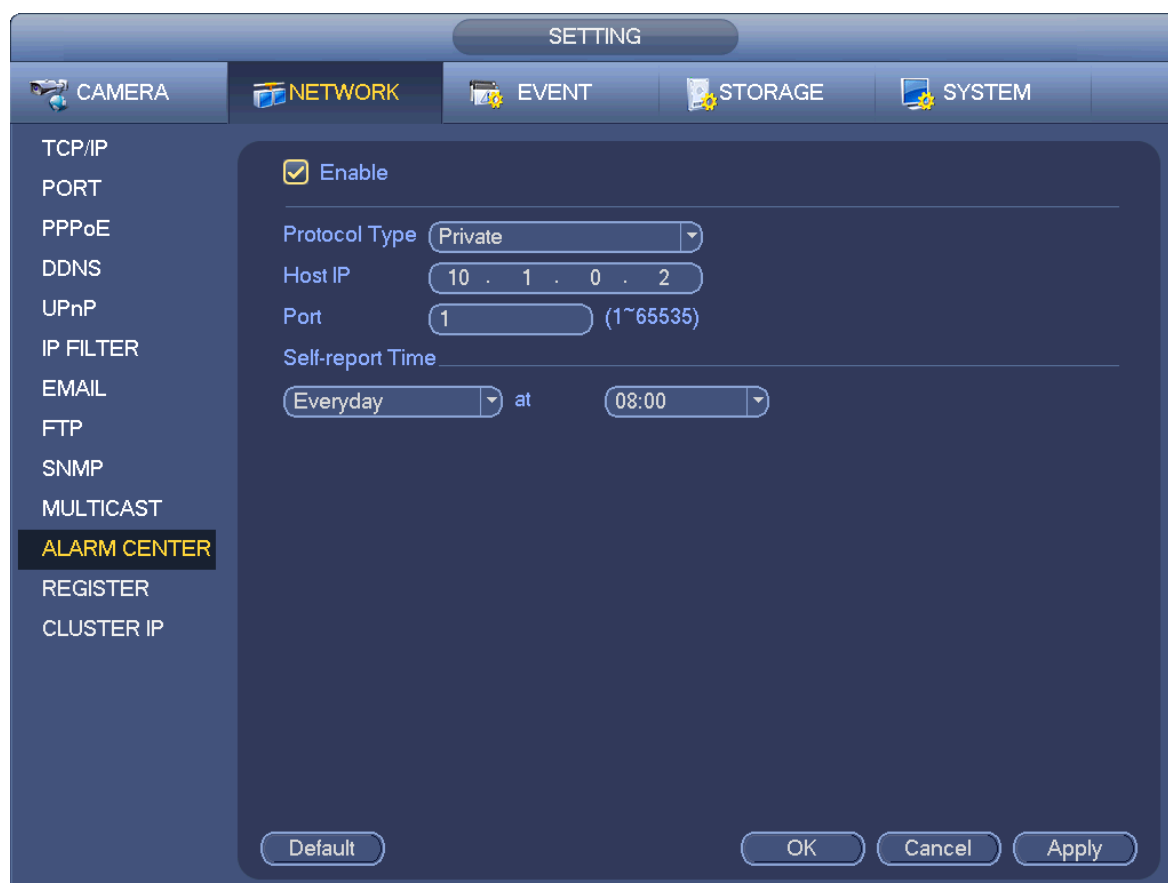 SETTING
CAMERA NETWORK EVENT STORAGE SYSTEM
TCP/IP
PORT
PPPoE
DDNS
UPnP
IP FILTER
EMAIL
FTP
SNMP
MULTICAST
ALARM CENTER
REGISTER
CLUSTER IP
Enable
Protocol Type Private
Host IP 10 . 1 . 0 . 2
Port 1 (1~65535)
Self-report Time
Everyday at 08:00
Default OK Cancel Apply